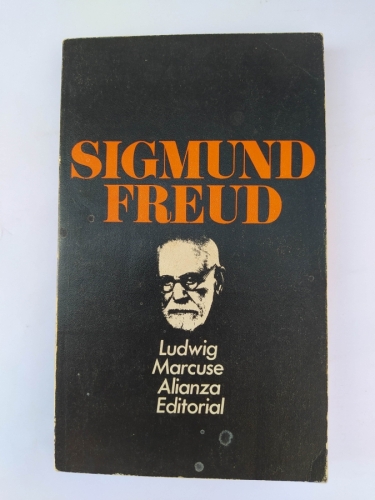 SIGMUND
FREUD
Ludwig
Marcuse
Alianza
Editorial